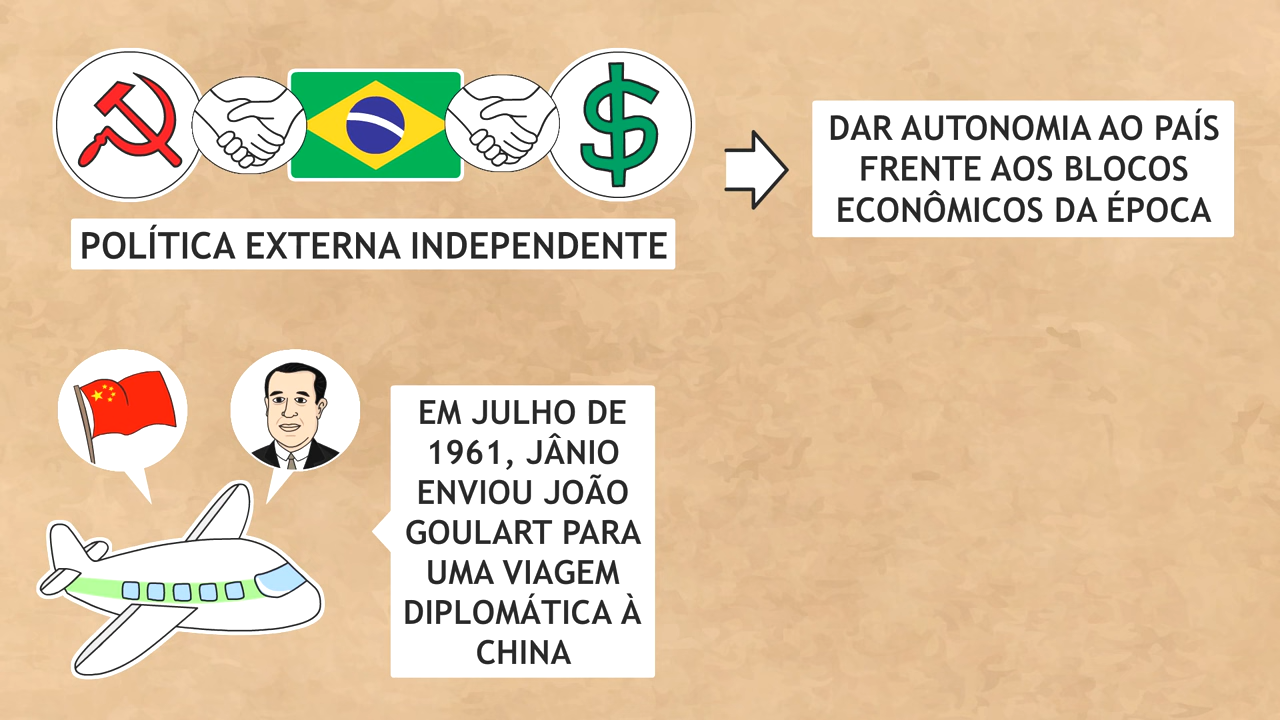 POLÍTICA EXTERNA INDEPENDENTE
DAR AUTONOMIA AO PAÍS
FRENTE AOS BLOCOS
ECONÔMICOS DA ÉPOCA
EM JULHO DE
1961, JÂNIO
ENVIOU JOÃO
GOULART PARA
UMA VIAGEM
DIPLOMÁTICA À
CHINA